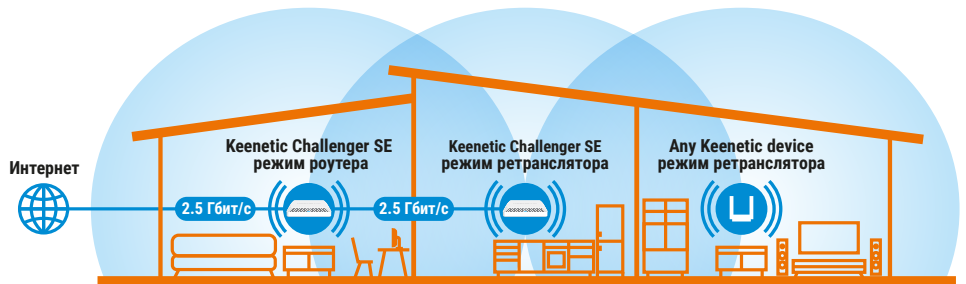 Интернет
2.5 Гбит/с
Keenetic Challenger SE
режим роутера
2.5 Гбит/с
Keenetic Challenger SE
режим ретранслятора
Any Keenetic device
режим ретранслятора